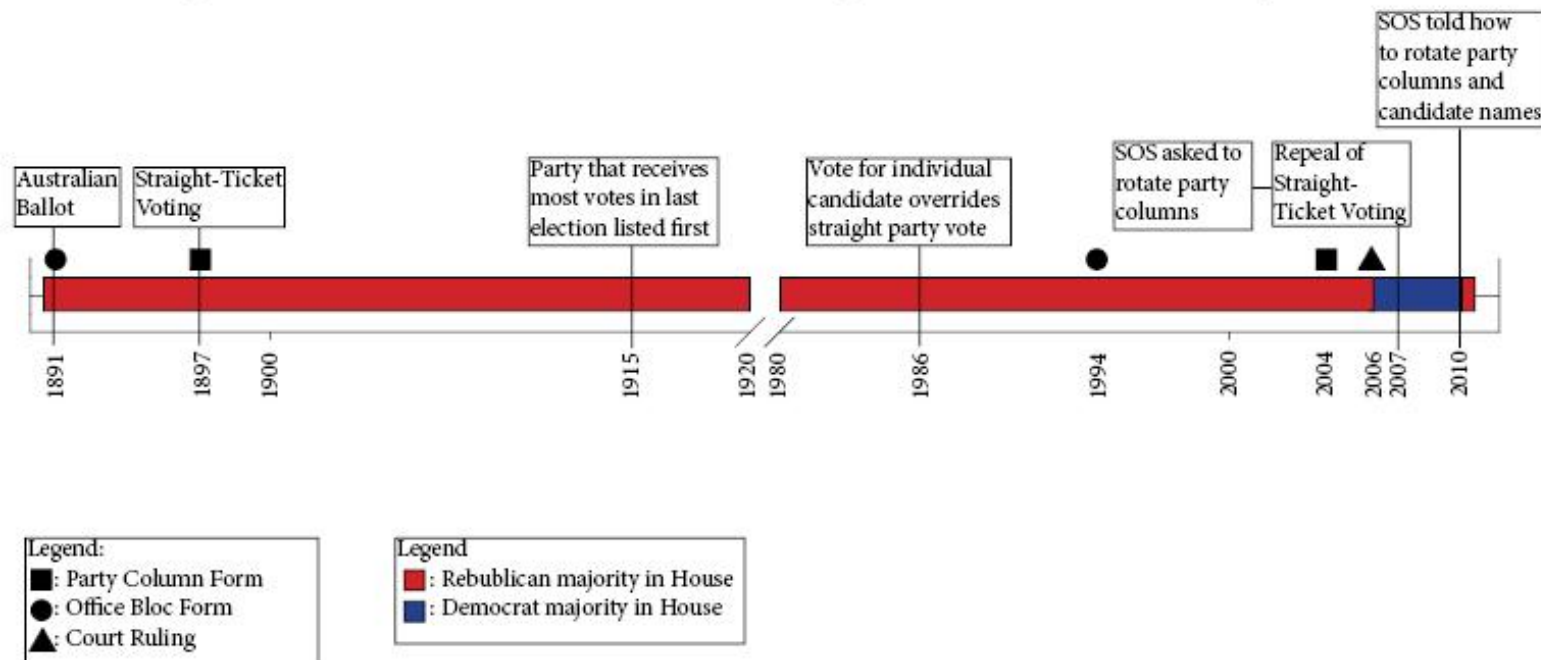 SOS told how
to rotate party
columns and
candidate names
Australian
Ballot
Straight-Ticket
Voting
Party that receives
most votes in last
election listed first
Vote for individual
candidate overrides
straight party vote
SOS asked to
rotate party
columns
Repeal of
Straight-
Ticket Voting
1891
1897
1900
1915
1920
1980
1986
1994
2000
2004
2006
2007
2010
Legend:
: Party Column Form
: Office Bloc Form
: Court Ruling
Legend
: Rebublican majority in House
: Democrat majority in House